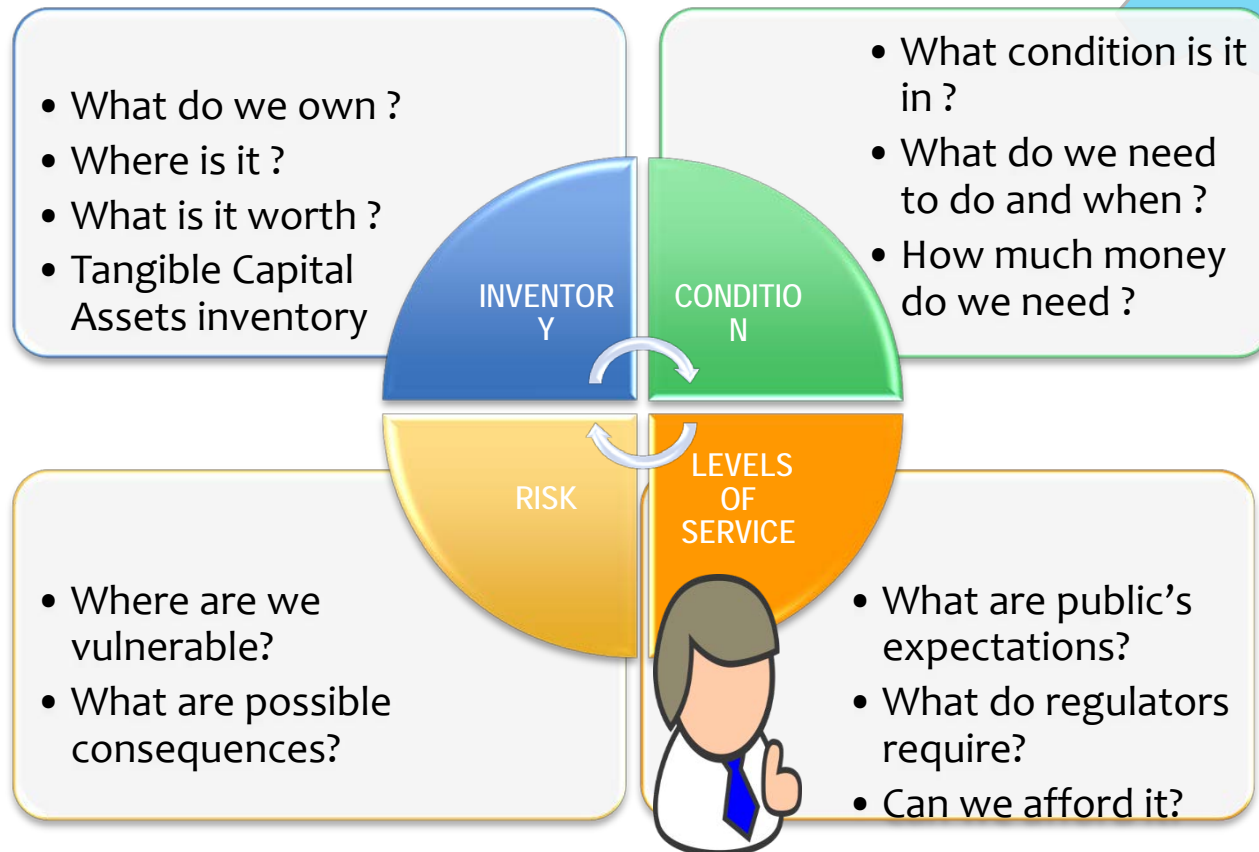 • What do we own ?
• Where is it ?
• What is it worth ?
• Tangible Capital
Assets inventory
• What condition is it
in ?
• What do we need
to do and when ?
• How much money
do we need ?
INVENTOR
Y
CONDITIO
N
RISK
LEVELS
OF
SERVICE
• Where are we
vulnerable?
• What are possible
consequences?
• What are public’s
expectations?
• What do regulators
require?
• Can we afford it?